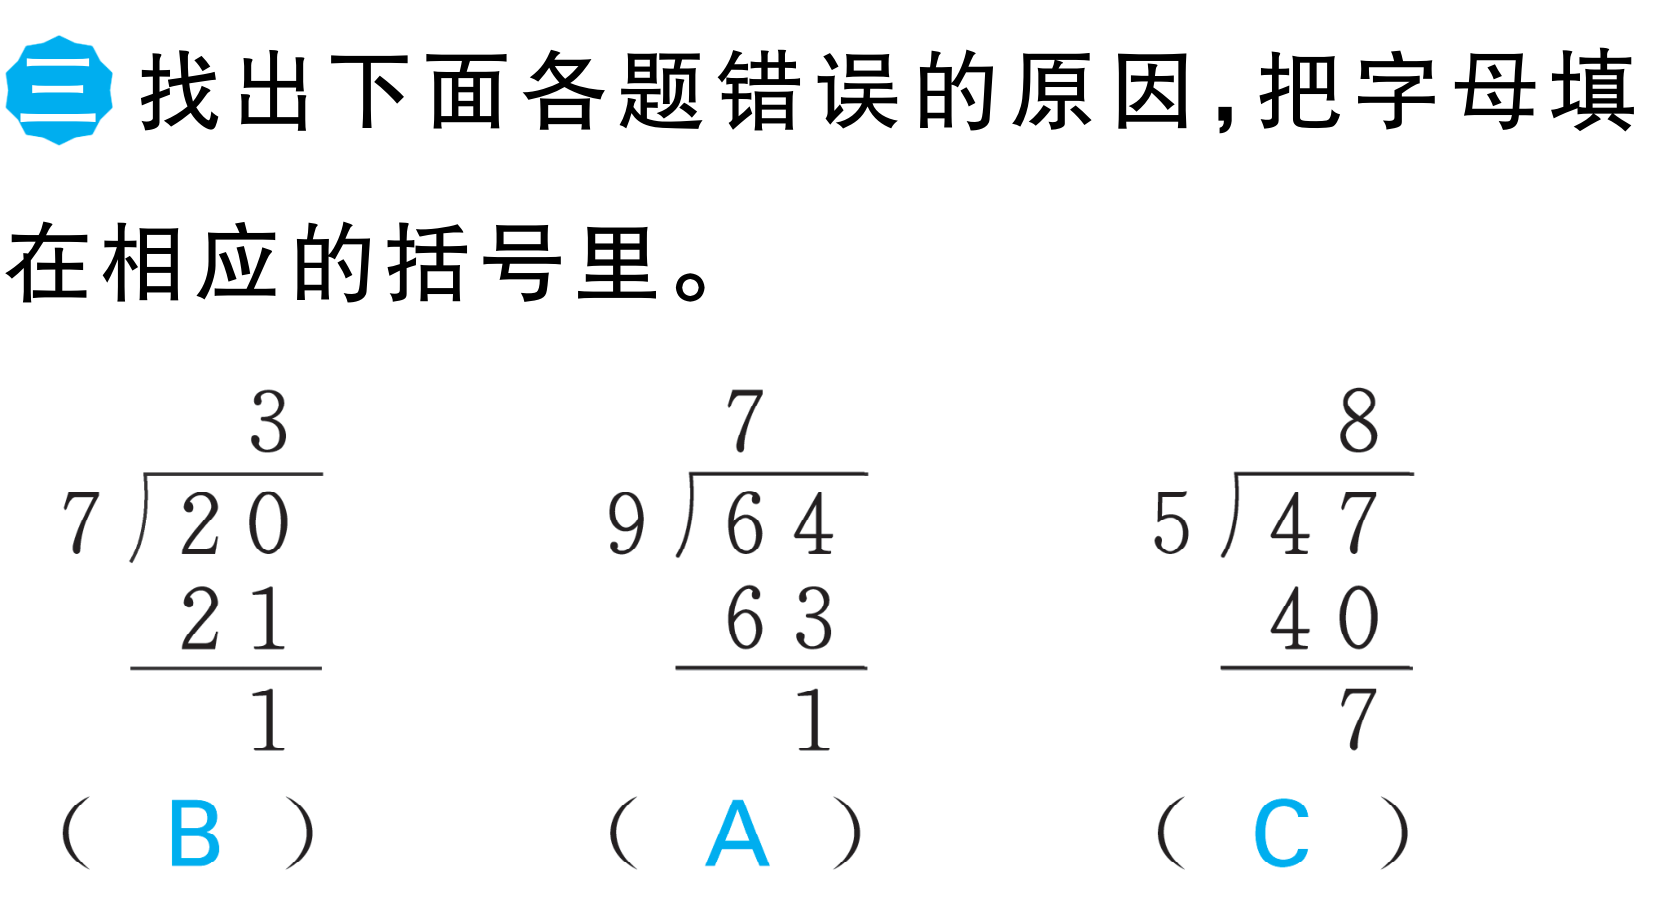 三 找出下面各题错误的原因,把字母填
在相应的括号里。
3 7 8
7 20 9 64 5 47
21 63 40
1 1 7
( B ) ( A ) ( C )